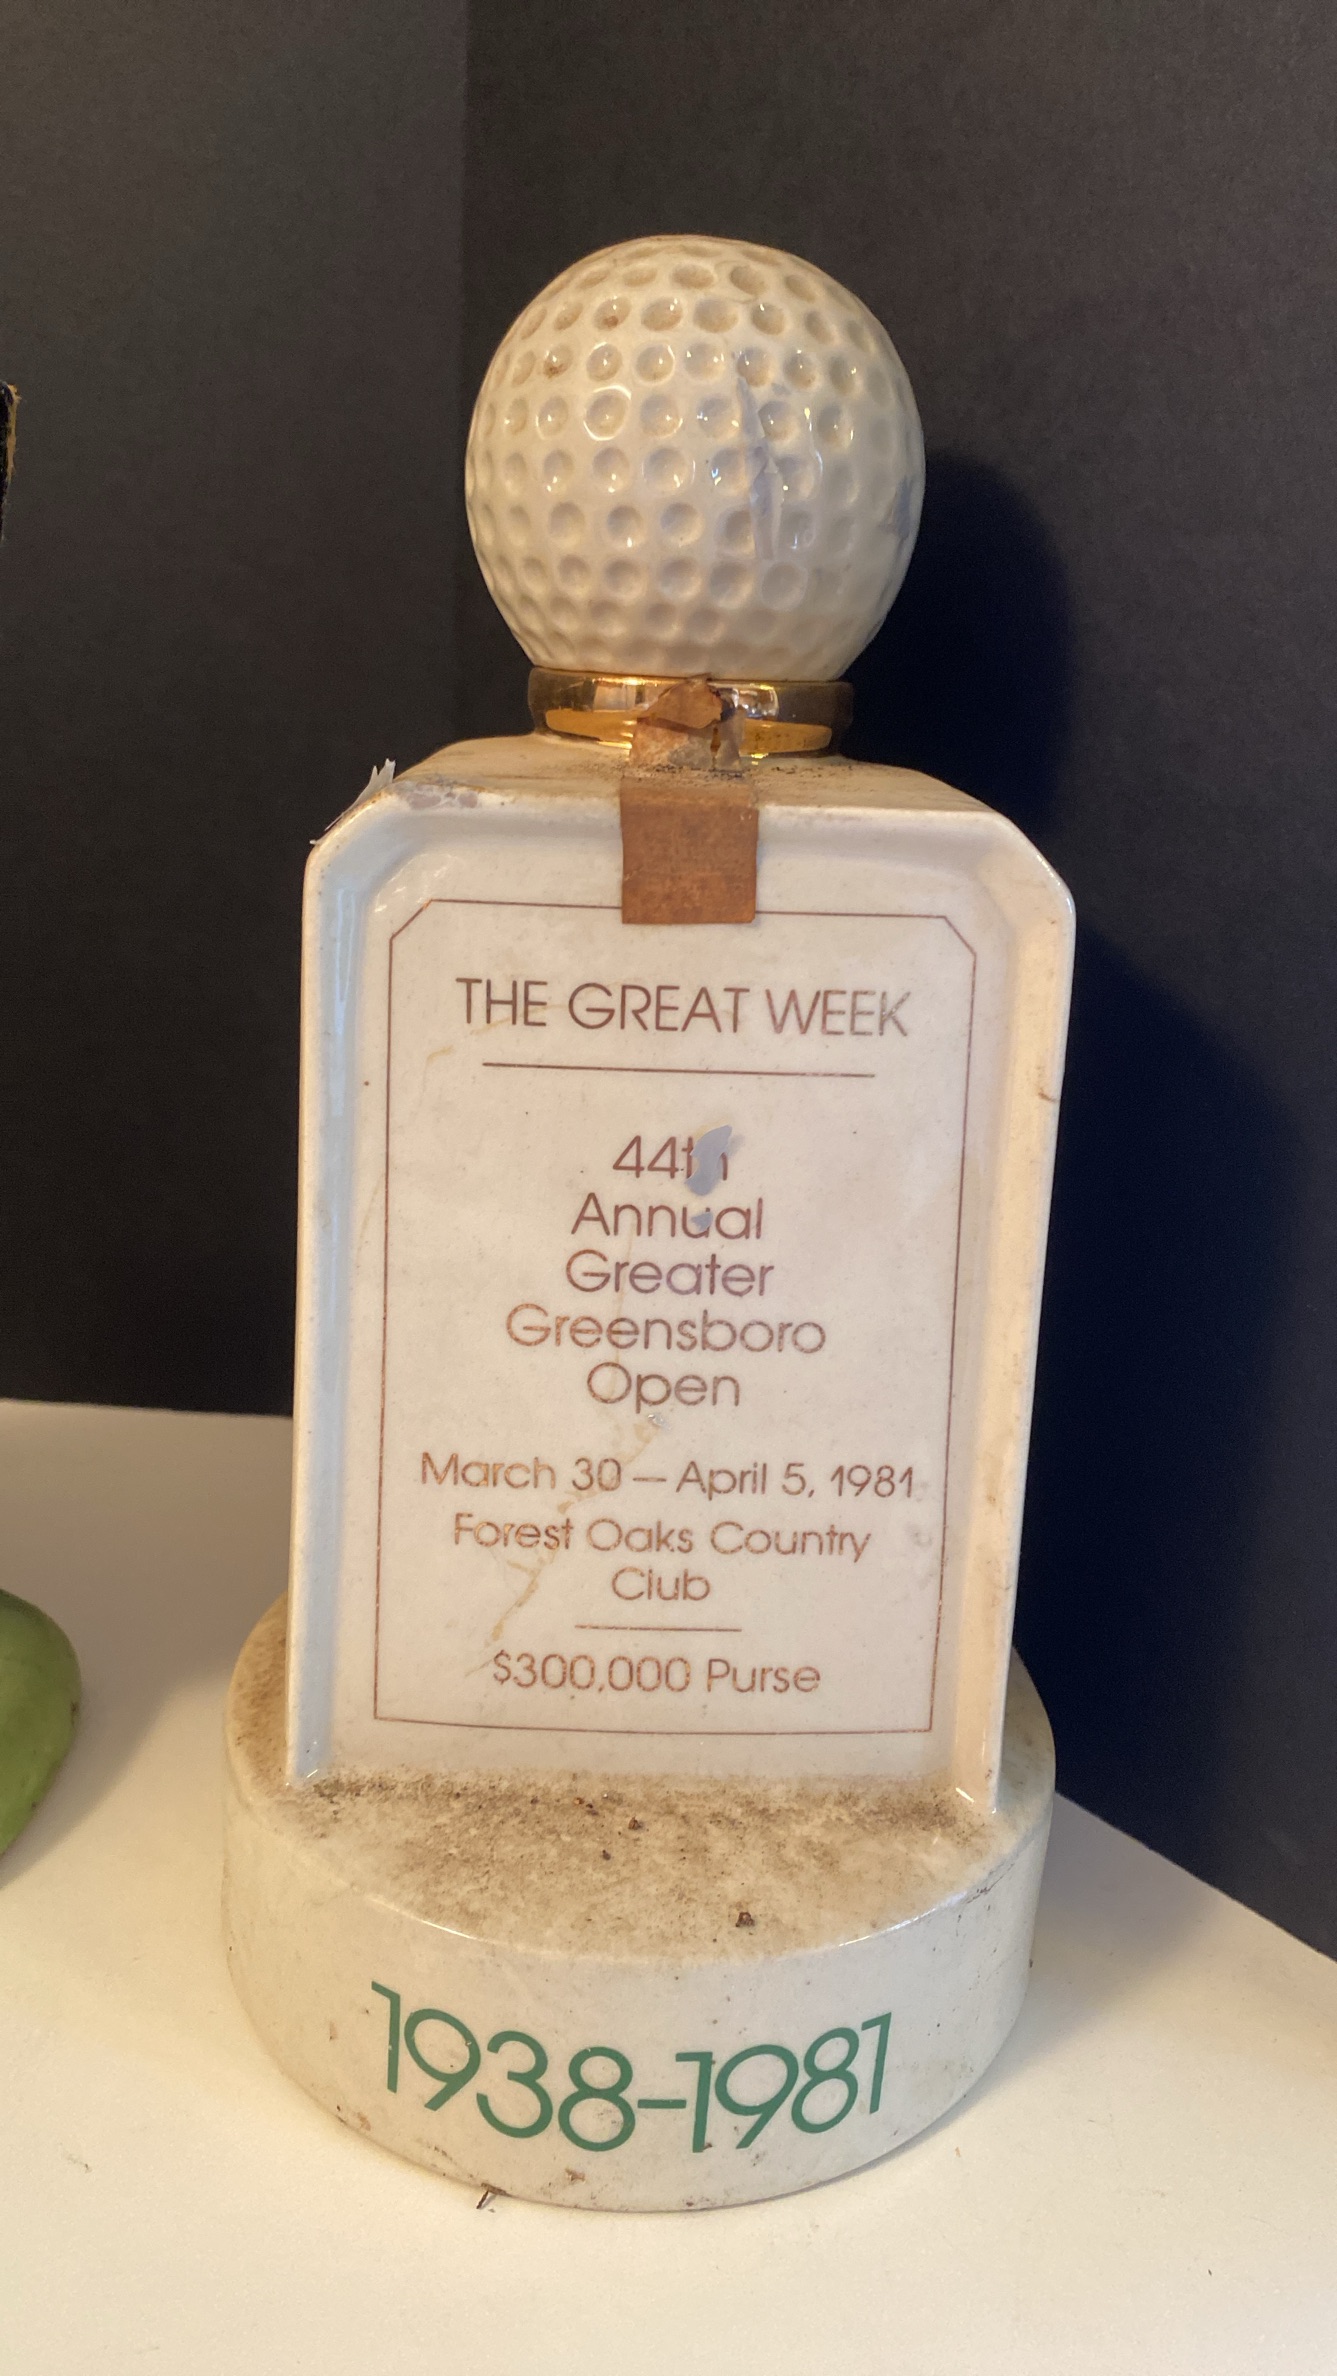 THE GREAT WEEK
44th
Annual
Greater
Greensboro
Open
March 30 – April 5, 1981
Forest Oaks Country
Club
$300,000 Purse
1938-1981